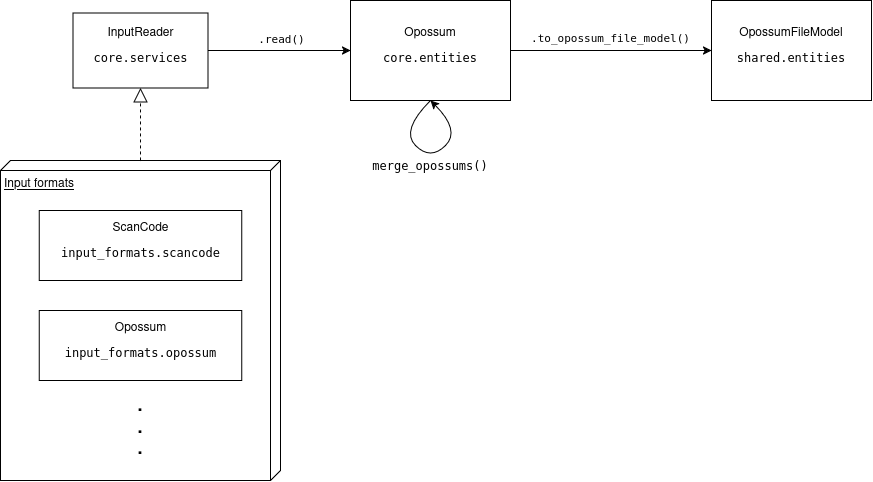 InputReader
core.services
.read()
Opossum
core.entities
.to_opossum_file_model()
OpossumFileModel
shared.entities
merge_opossums()
Input formats
ScanCode
input_formats.scancode
Opossum
input_formats.opossum
.
.
.